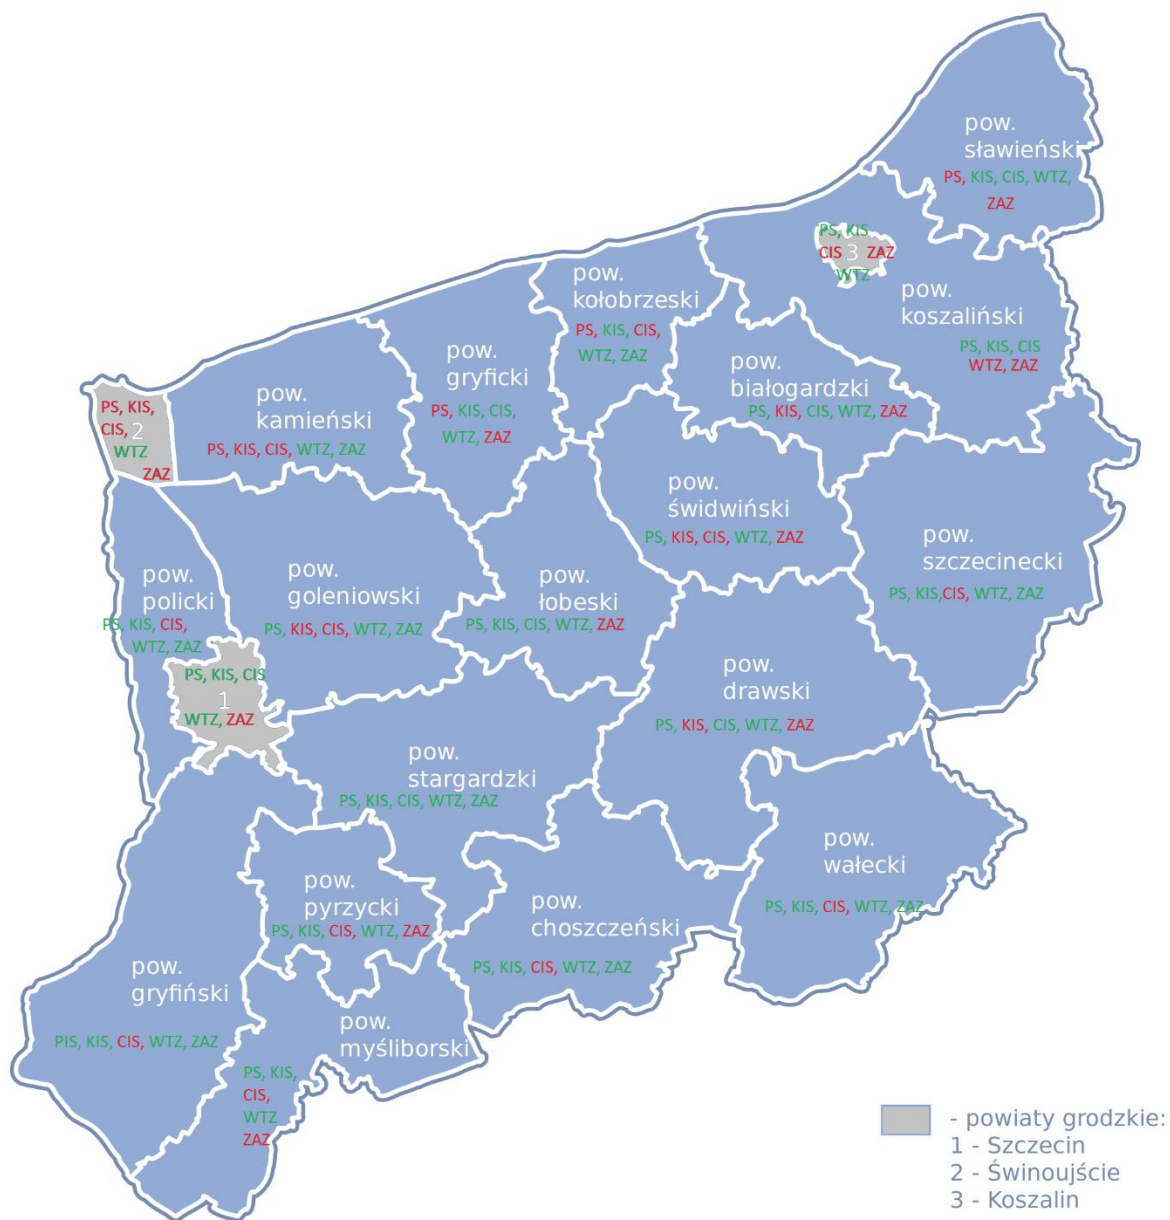 pow.
sławieński
PS, KIS, CIS, WTZ,
ZAZ
PS, KIS
CIS 3 ZAZ
WTZ
pow.
koszaliński
PS, KIS, CIS
WTZ, ZAZ
pow.
kołobrzeski
PS, KIS, CIS,
WTZ, ZAZ
pow.
białogardzki
PS, KIS, CIS, WTZ, ZAZ
pow.
gryficki
PS, KIS, CIS,
WTZ, ZAZ
pow.
kamieński
PS, KIS, CIS, WTZ, ZAZ
PS, KIS,
CIS, 2
WTZ
ZAZ
pow.
świdwiński
PS, KIS, CIS, WTZ, ZAZ
pow.
szczecinecki
PS, KIS,CIS, WTZ, ZAZ
pow.
policki
PS, KIS, CIS,
WTZ, ZAZ
pow.
goleniowski
PS, KIS, CIS, WTZ, ZAZ
pow.
łobeski
PS, KIS, CIS, WTZ, ZAZ
PS, KIS, CIS
1
WTZ, ZAZ
pow.
drawski
PS, KIS, CIS, WTZ, ZAZ
pow.
stargardzki
PS, KIS, CIS, WTZ, ZAZ
pow.
wałecki
PS, KIS, CIS, WTZ, ZAZ
pow.
pyrzycki
PS, KIS, CIS, WTZ, ZAZ
pow.
choszczeński
PS, KIS, CIS, WTZ, ZAZ
pow.
gryfiński
PIS, KIS, CIS, WTZ, ZAZ
pow.
myśliborski
PS, KIS,
CIS,
WTZ
ZAZ
- powiaty grodzkie:
1 - Szczecin
2 - Świnoujście
3 - Koszalin